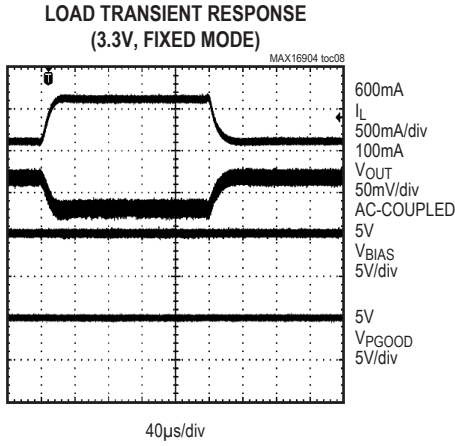 LOAD TRANSIENT RESPONSE
(3.3V, FIXED MODE)
MAX16904 toc08
T
600mA
IL
500mA/div
100mA
VOUT
50mV/div
AC-COUPLED
5V
VBIAS
5V/div
5V
VPGOOD
5V/div
40µs/div